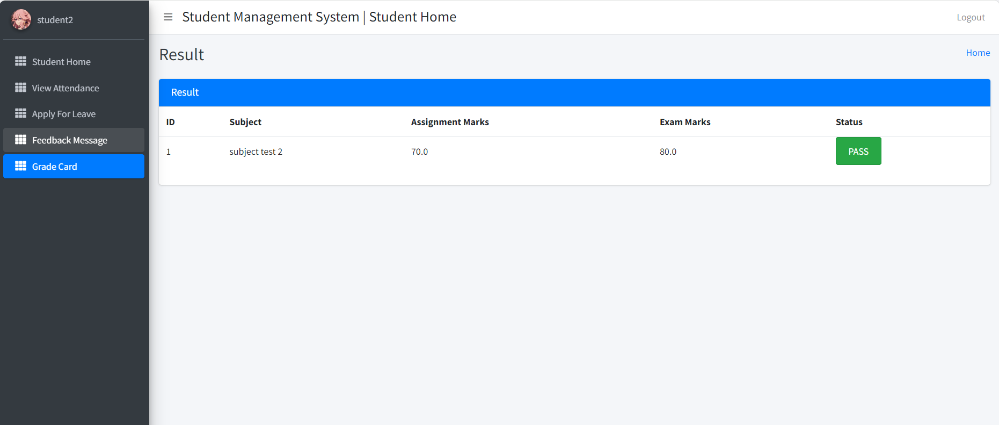 student2
Student Home
View Attendance
Apply For Leave
Feedback Message
Grade Card
Student Management System | Student Home
Logout
Result
Home
Result
ID Subject Assignment Marks Exam Marks Status
1 subject test 2 70.0 80.0 PASS